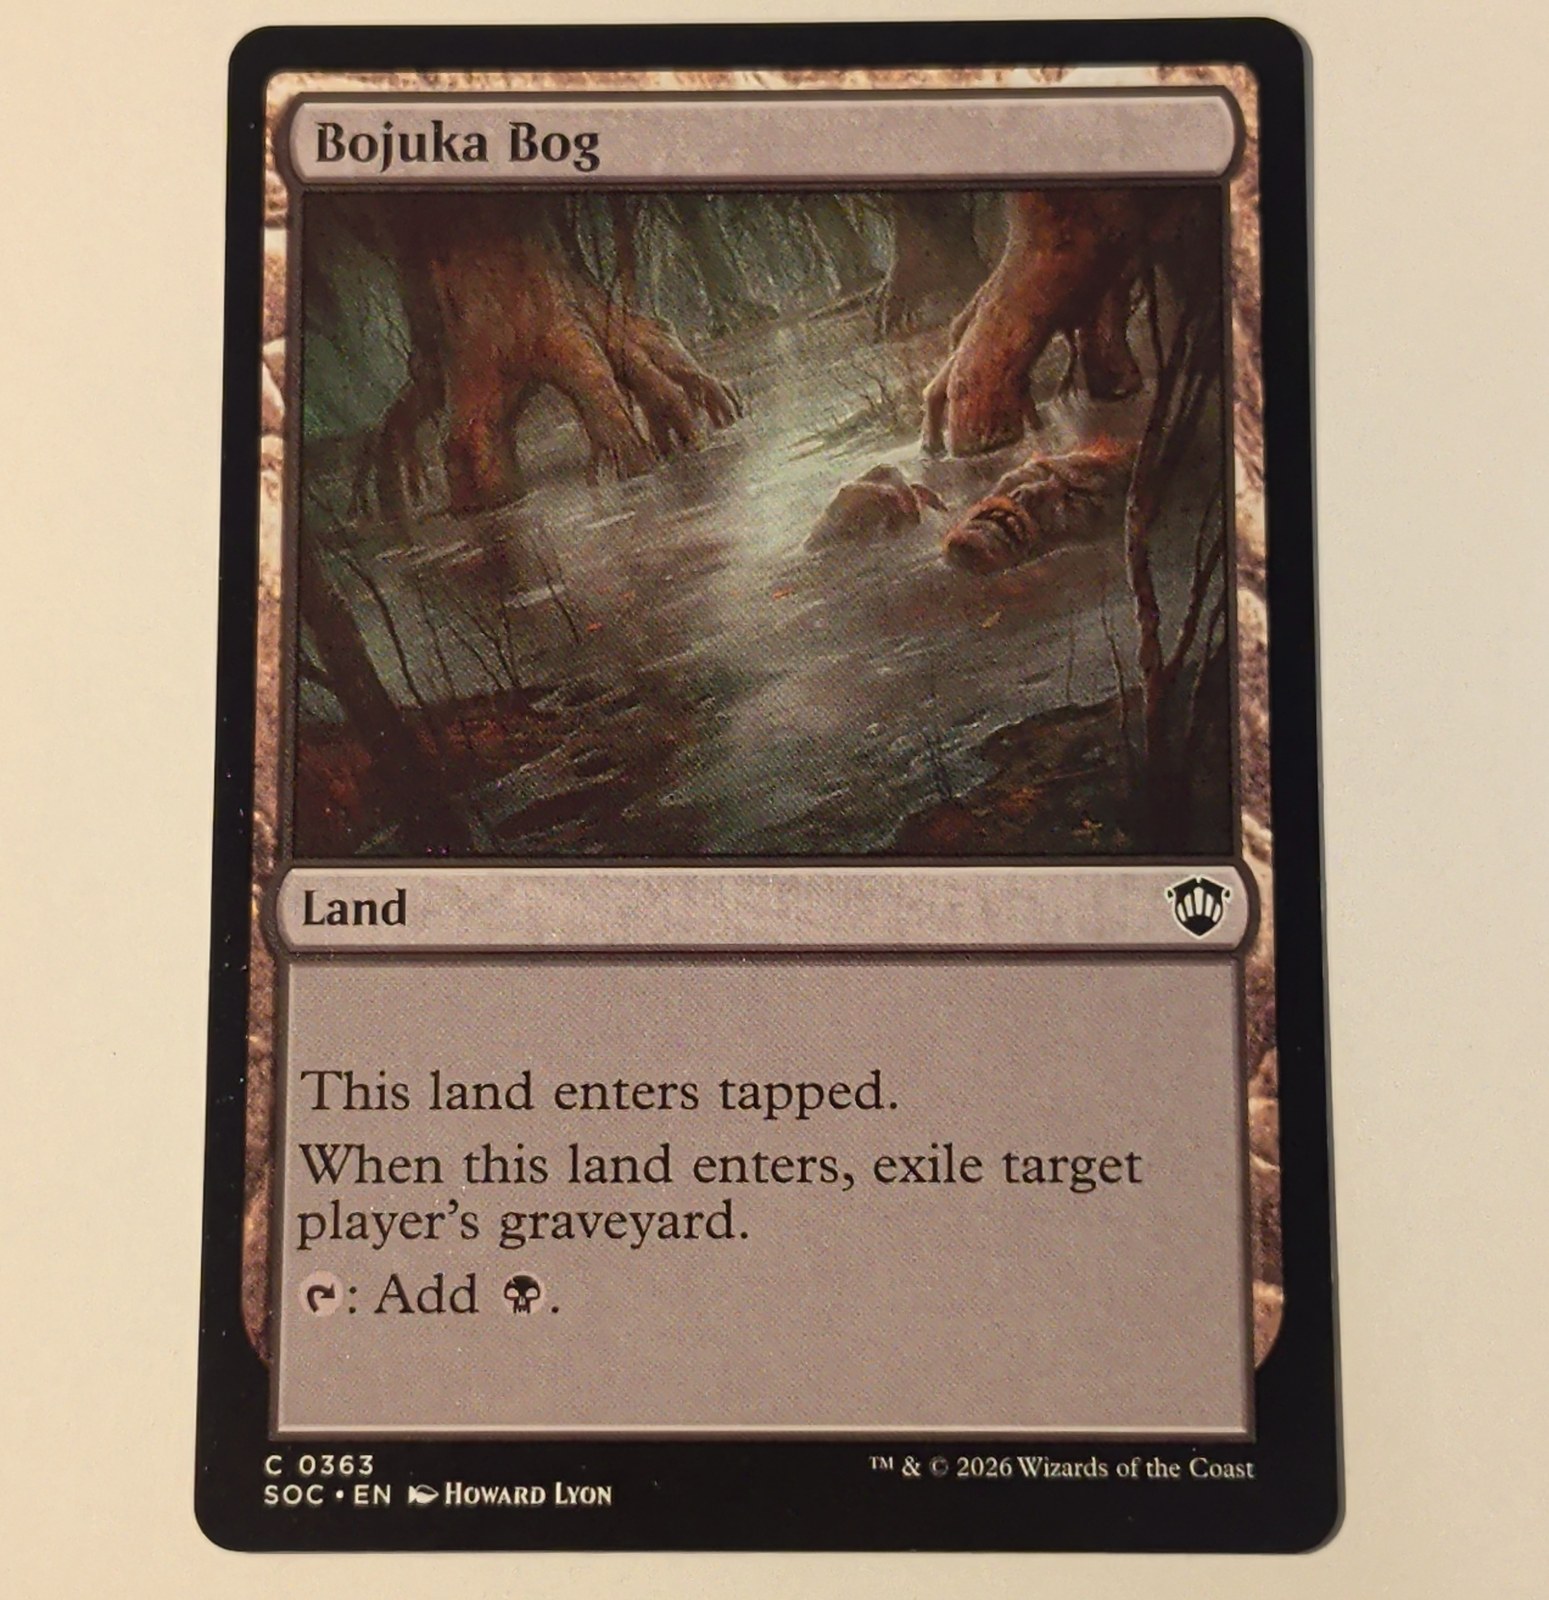 Bojuka Bog
Land
This land enters tapped.
When this land enters, exile target
player’s graveyard.
: Add .
C 0363
SOC • EN Howard Lyon
™ & © 2026 Wizards of the Coast